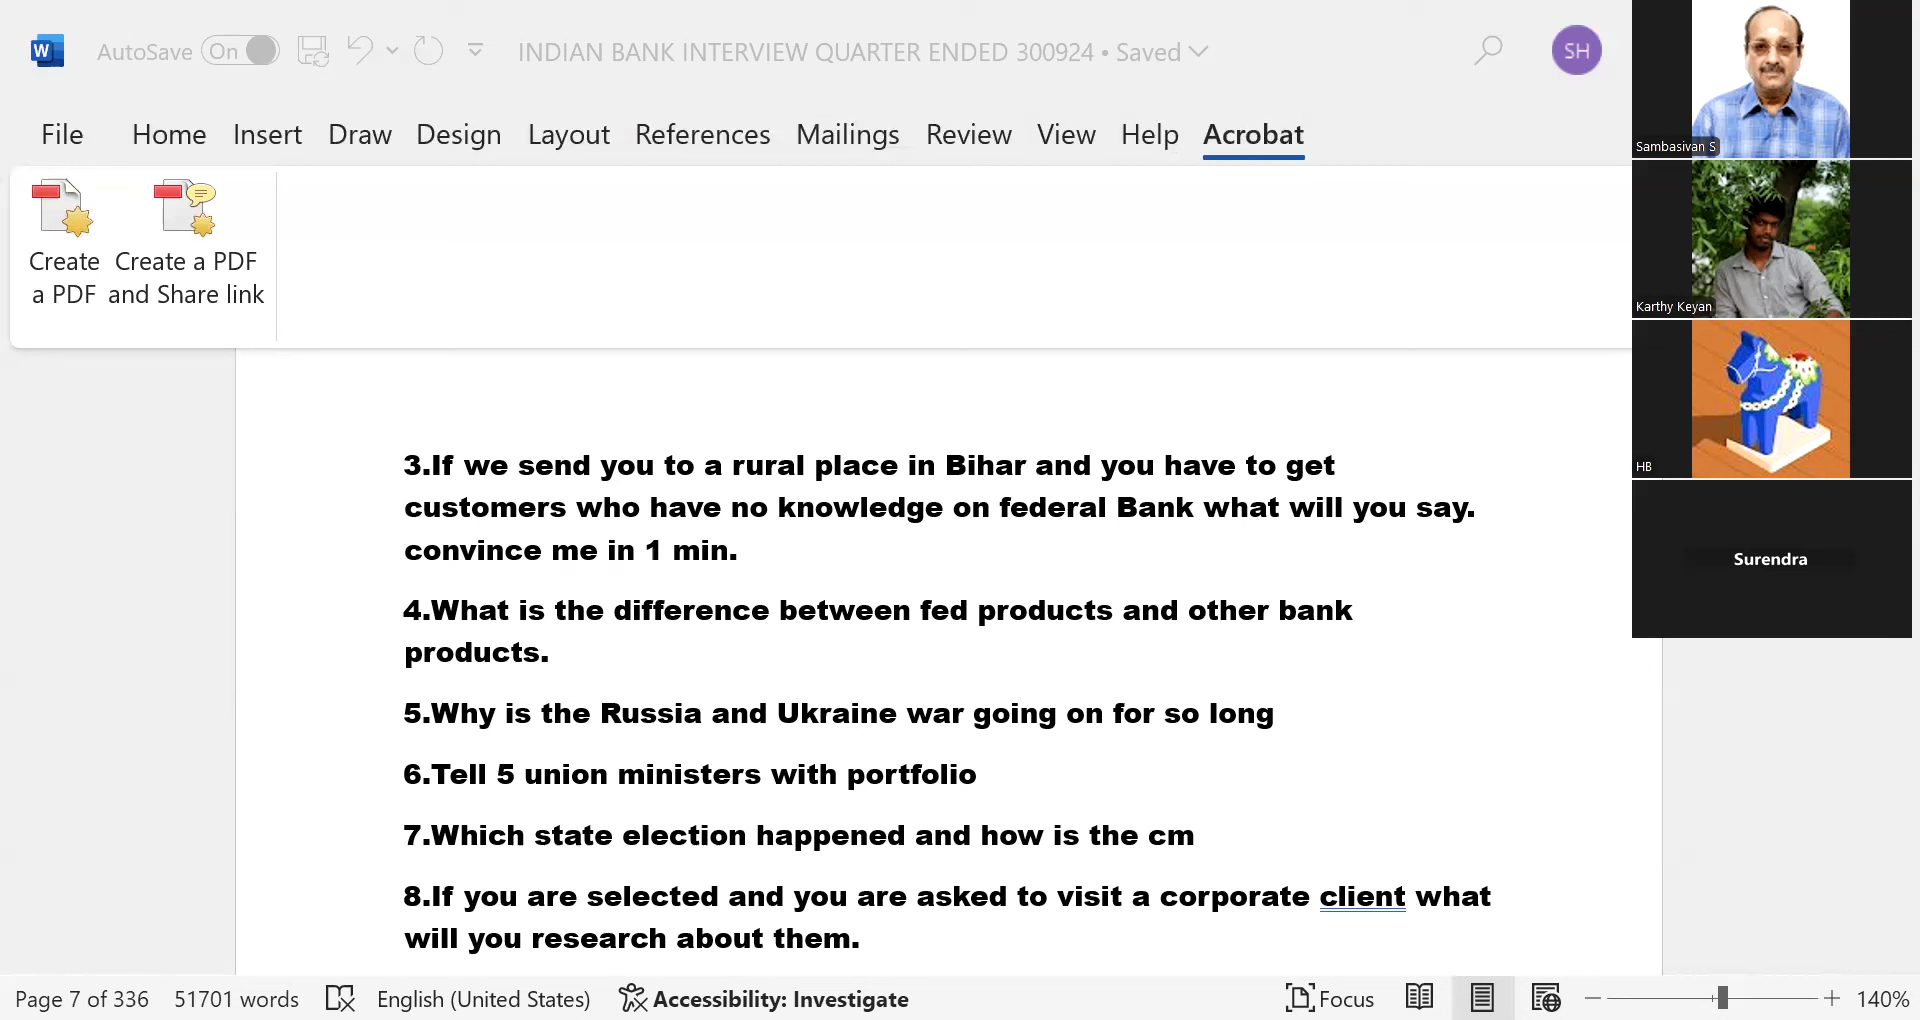 W AutoSave On INDIAN BANK INTERVIEW QUARTER ENDED 300924 • Saved SH
File Home Insert Draw Design Layout References Mailings Review View Help Acrobat
Create a PDF
Create a PDF and Share link
Sambasivan S
Karthy Keyan
HB
Surendra
3.If we send you to a rural place in Bihar and you have to get
customers who have no knowledge on federal Bank what will you say.
convince me in 1 min.
4.What is the difference between fed products and other bank
products.
5.Why is the Russia and Ukraine war going on for so long
6.Tell 5 union ministers with portfolio
7.Which state election happened and how is the cm
8.If you are selected and you are asked to visit a corporate client what
will you research about them.
Page 7 of 336 51701 words English (United States) Accessibility: Investigate Focus 140%